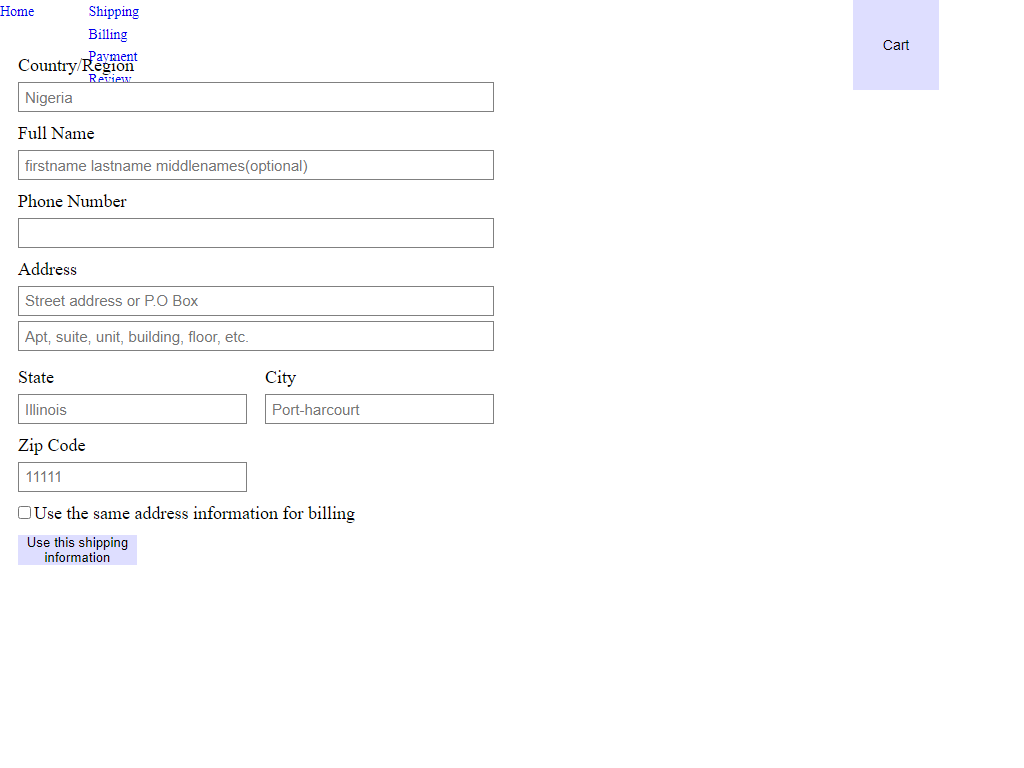 Home
Shipping
Cart
Billing
Payment
Country/Region
Review
Nigeria
Full Name
firstname lastname middlenames(optional)
Phone Number
Address
Street address or P.O Box
Apt, suite, unit, building, floor, etc.
State City
Illinois Port-harcourt
Zip Code
11111
Use the same address information for billing
Use this shipping
information